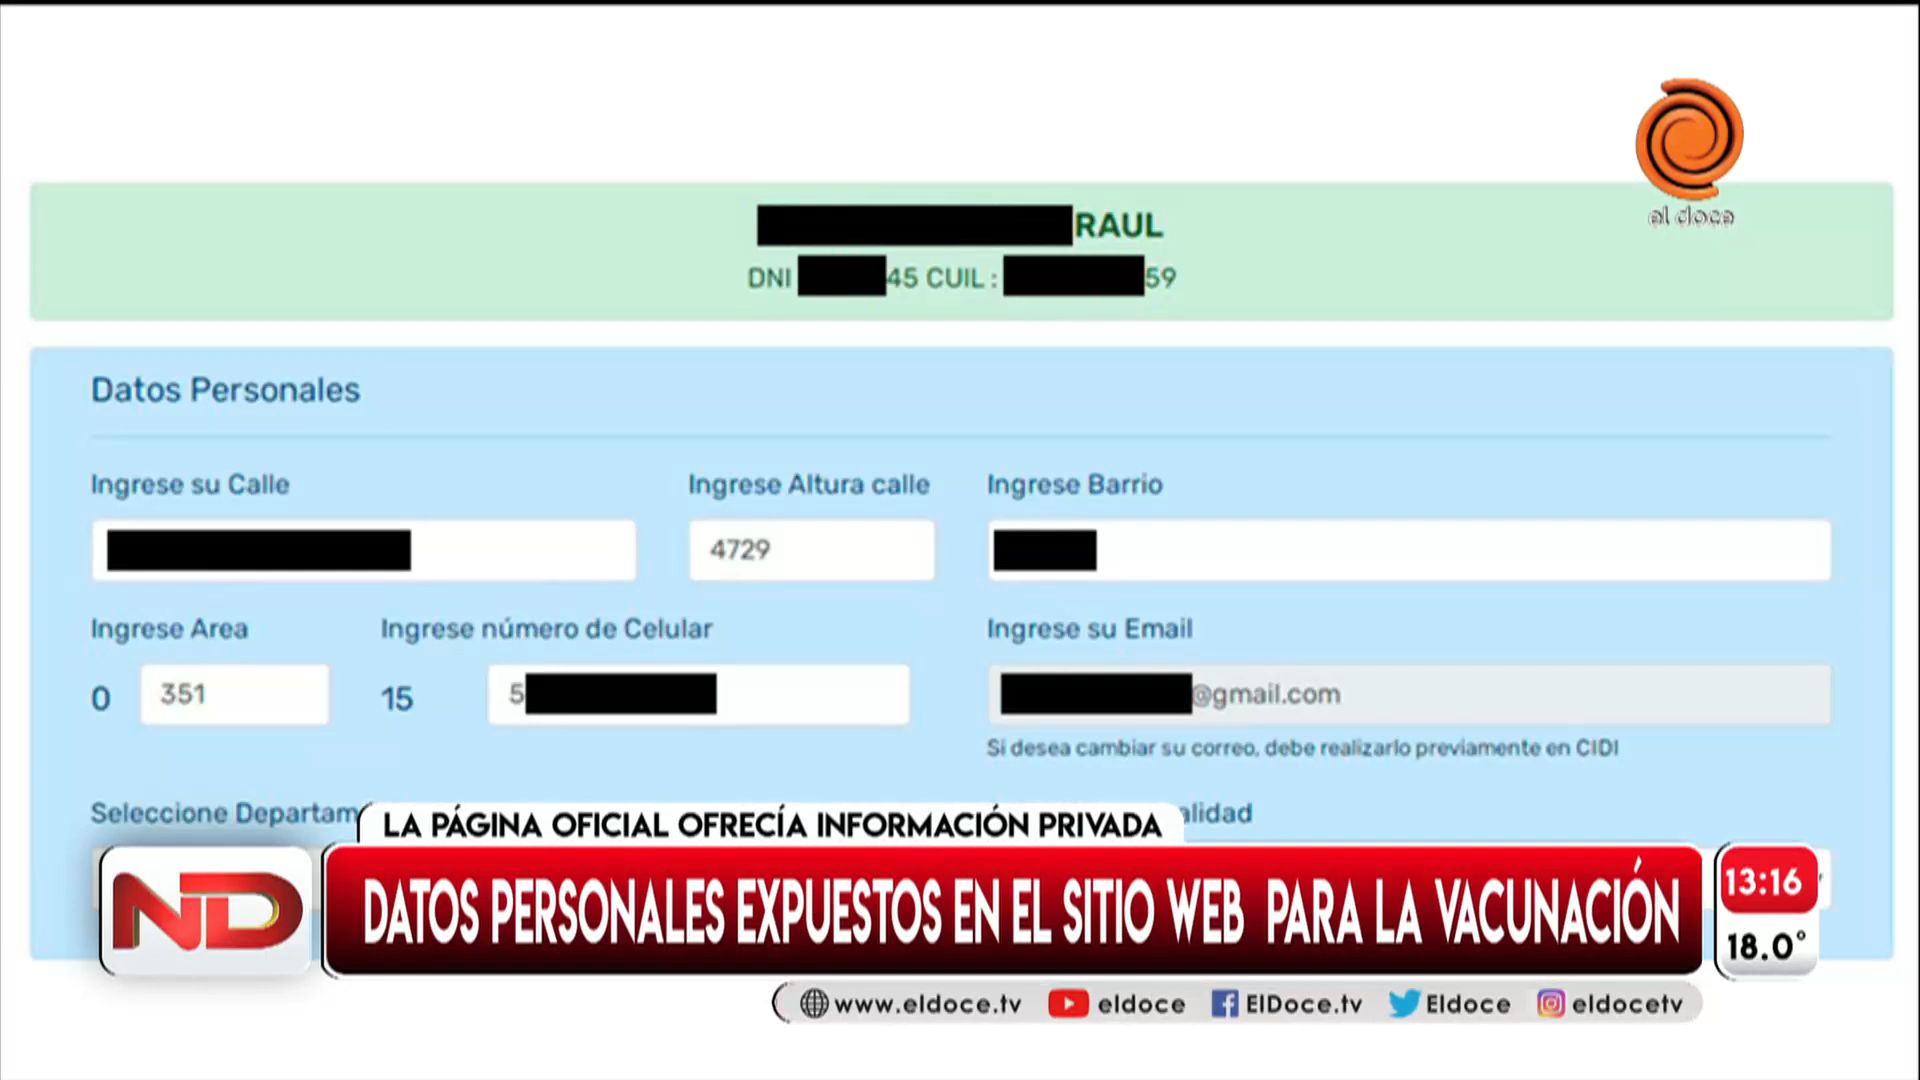 el doce
RAUL
DNI 45 CUIL : 59
Datos Personales
Ingrese su Calle Ingrese Altura calle Ingrese Barrio
4729
Ingrese Area Ingrese número de Celular Ingrese su Email
0 351 15 5 @gmail.com
Si desea cambiar su correo, debe realizarlo previamente en CIDI
Seleccione Departam alidad
LA PÁGINA OFICIAL OFRECÍA INFORMACIÓN PRIVADA
ND
DATOS PERSONALES EXPUESTOS EN EL SITIO WEB PARA LA VACUNACIÓN
13:16
18.0°
www.eldoce.tv eldoce ElDoce.tv Eldoce eldocetv